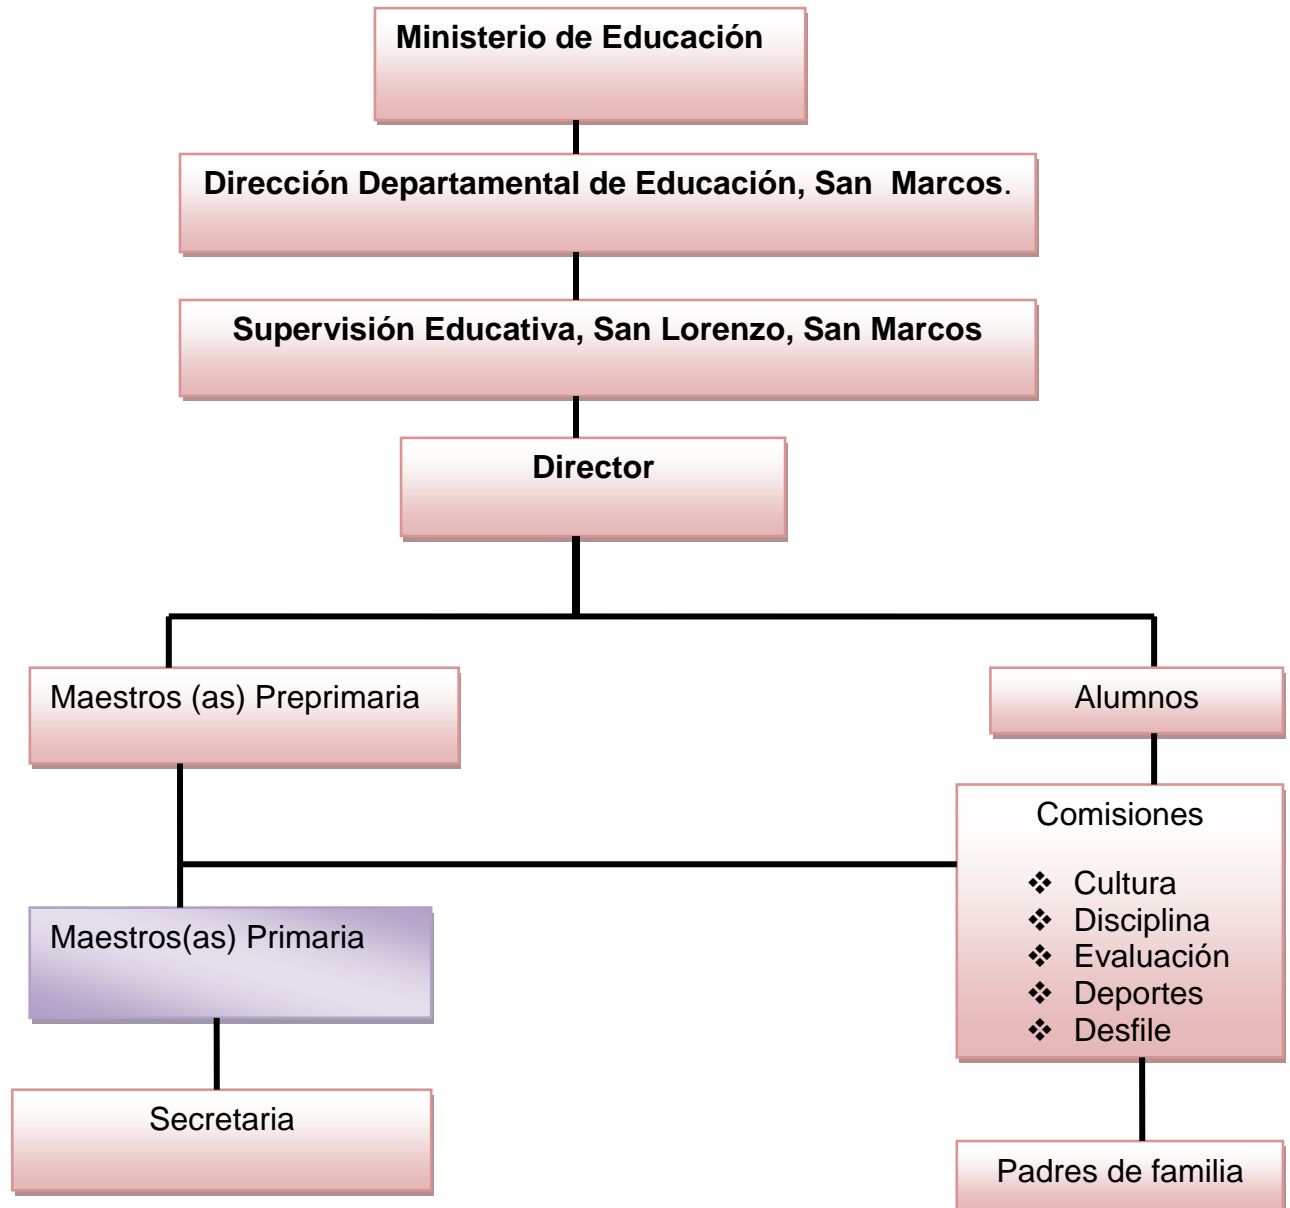 Ministerio de Educación
Dirección Departamental de Educación, San  Marcos.
Supervisión Educativa, San Lorenzo, San Marcos
Director
Maestros (as) Preprimaria
Alumnos
Comisiones
❖ Cultura
❖ Disciplina
❖ Evaluación
❖ Deportes
❖ Desfile
Maestros(as) Primaria
Secretaria
Padres de familia